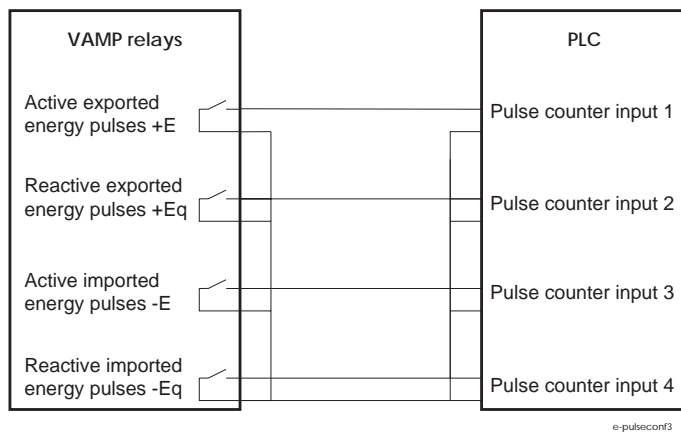 VAMP relays
PLC
Active exported
energy pulses +E
Pulse counter input 1
Reactive exported
energy pulses +Eq
Pulse counter input 2
Active imported
energy pulses -E
Pulse counter input 3
Reactive imported
energy pulses -Eq
Pulse counter input 4
e-pulseconf3